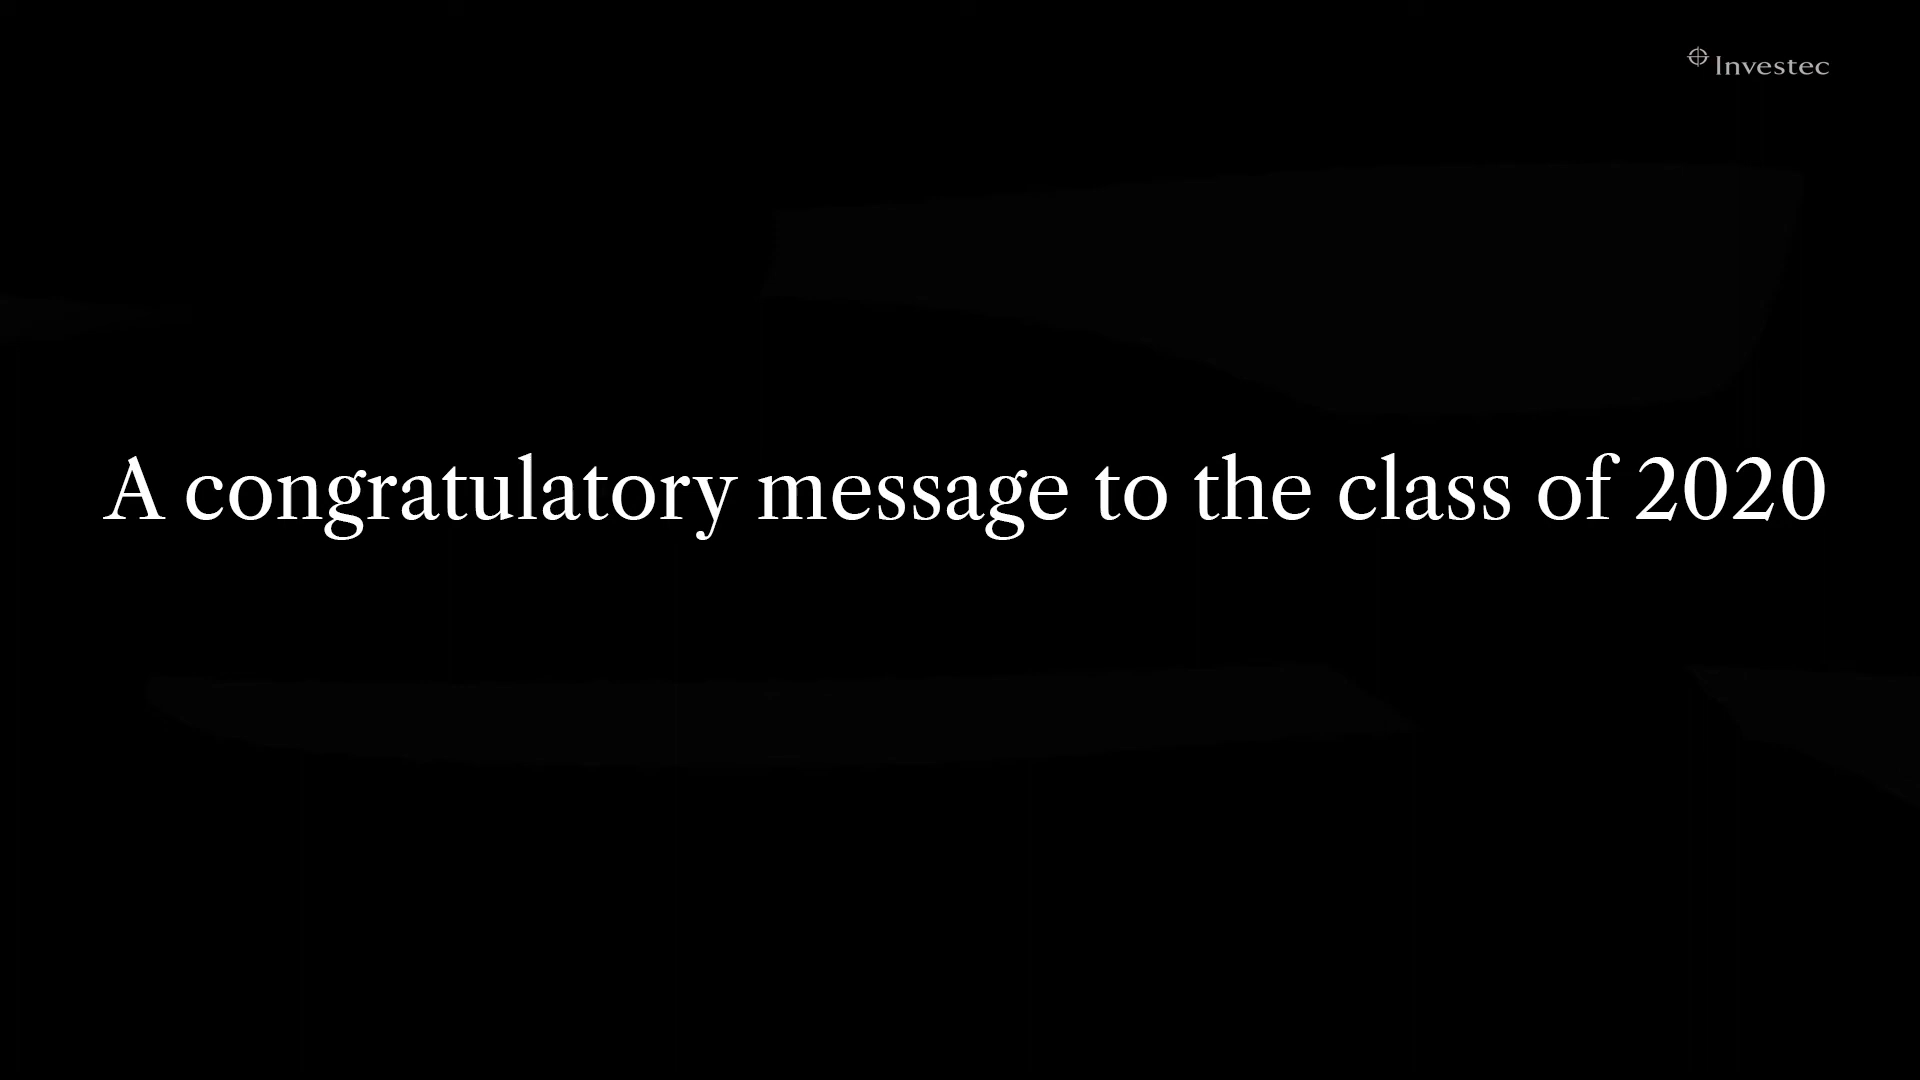 Investec
A congratulatory message to the class of 2020